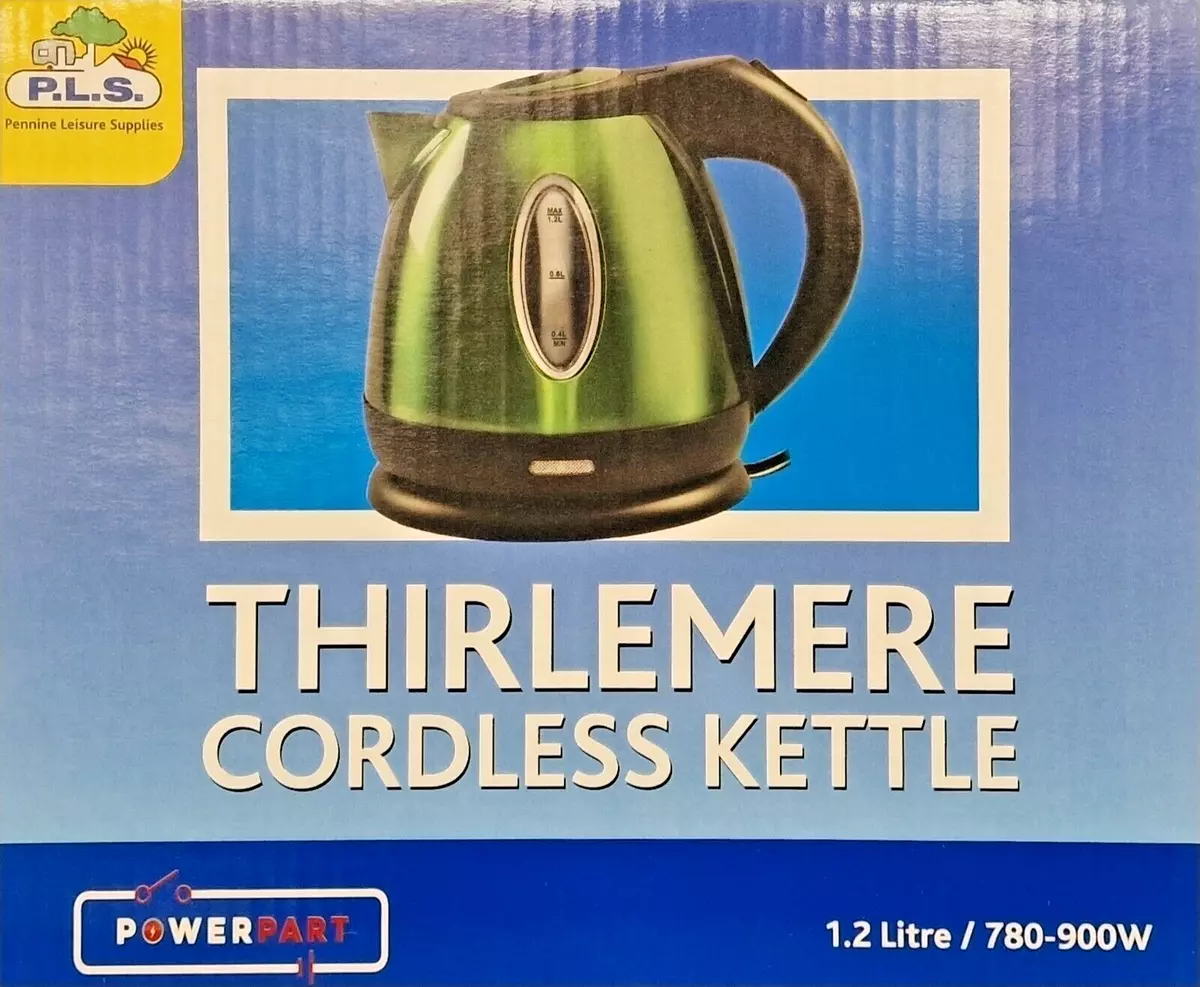 P.L.S.
Pennine Leisure Supplies
MAX
1.2L
0.8L
0.4L
MIN
THIRLEMERE
CORDLESS KETTLE
POWERPART
1.2 Litre / 780-900W